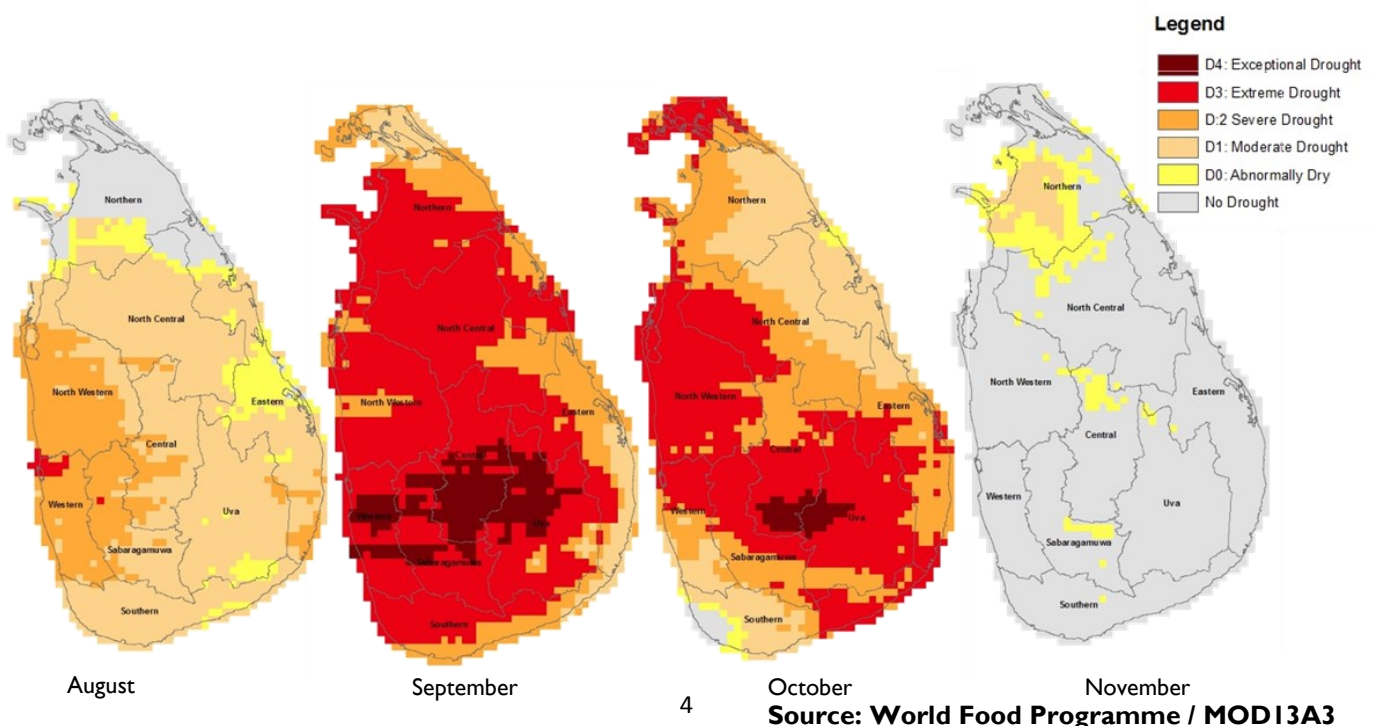 Legend
D4: Exceptional Drought
D3: Extreme Drought
D:2 Severe Drought
D1: Moderate Drought
D0: Abnormally Dry
No Drought
Northern
North Central
North Western
Eastern
Central
Western
Uva
Sabaragamuwa
Southern
Northern
North Central
North Western
Eastern
Central
Western
Uva
Sabaragamuwa
Southern
Northern
North Central
North Western
Eastern
Central
Western
Uva
Sabaragamuwa
Southern
Northern
North Central
North Western
Eastern
Central
Western
Uva
Sabaragamuwa
Southern
August
September
October
November
4
Source: World Food Programme / MOD13A3